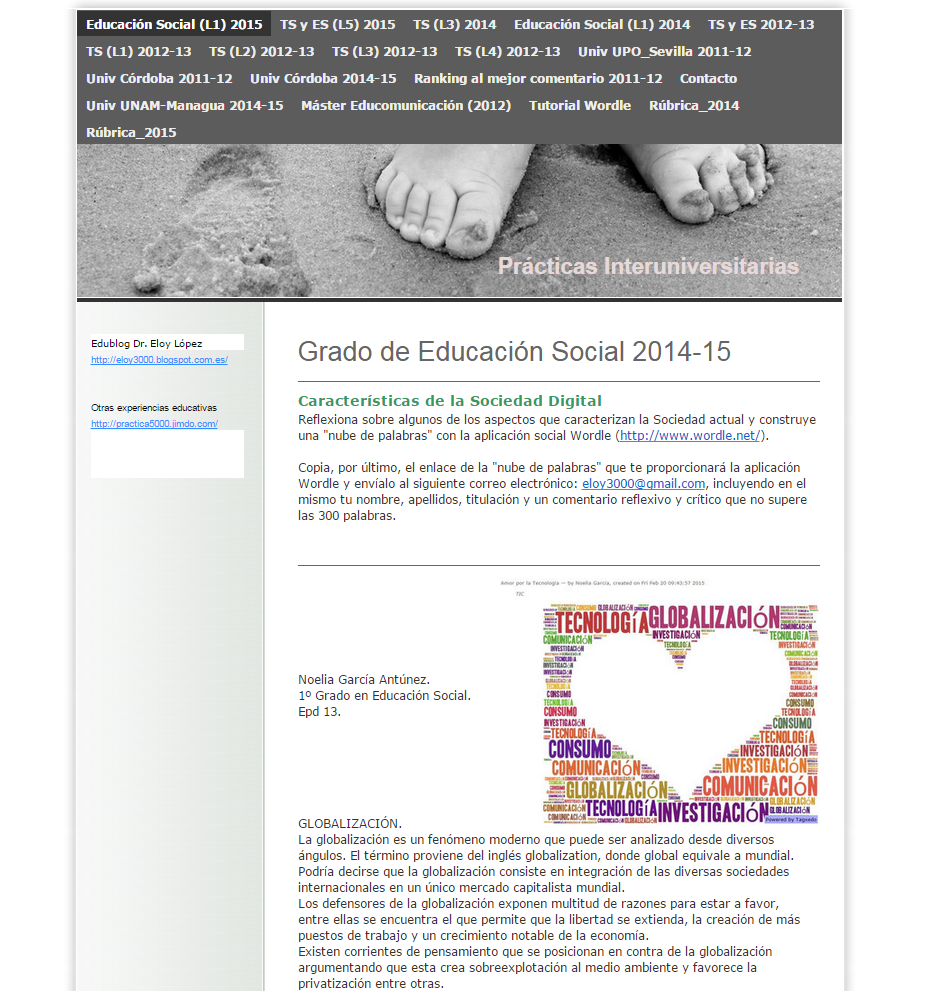 Educación Social (L1) 2015 TS y ES (L5) 2015 TS (L3) 2014 Educación Social (L1) 2014 TS y ES 2012-13
TS (L1) 2012-13 TS (L2) 2012-13 TS (L3) 2012-13 TS (L4) 2012-13 Univ UPO_Sevilla 2011-12
Univ Córdoba 2011-12 Univ Córdoba 2014-15 Ranking al mejor comentario 2011-12 Contacto
Univ UNAM-Managua 2014-15 Máster Educomunicación (2012) Tutorial Wordle Rúbrica_2014
Rúbrica_2015
Prácticas Interuniversitarias
Edublog Dr. Eloy López
http://eloy3000.blogspot.com.es/
Otras experiencias educativas
http://practica5000.jimdo.com/
Grado de Educación Social 2014-15
Características de la Sociedad Digital
Reflexiona sobre algunos de los aspectos que caracterizan la Sociedad actual y construye
una "nube de palabras" con la aplicación social Wordle (http://www.wordle.net/).
Copia, por último, el enlace de la "nube de palabras" que te proporcionará la aplicación
Wordle y envíalo al siguiente correo electrónico: eloy3000@gmail.com, incluyendo en el
mismo tu nombre, apellidos, titulación y un comentario reflexivo y crítico que no supere
las 300 palabras.
Amor por la Tecnologia — by Noelia García, created on Fri Feb 20 09:43:57 2015
TIC
CONSUMO GLOBALIZACIÓN
TECNOLOGÍA GLOBALIZACIÓN
COMUNICACIÓN INVESTIGACIÓN TECNOLOGÍA
INVESTIGACIÓN TECNOLOGÍA COMUNICACIÓN
Noelia García Antúnez.
1º Grado en Educación Social.
Epd 13.
CONSUMO
CONSUMO CONSUMO
INVESTIGACIÓN
TECNOLOGÍA TECNOLOGÍA
CONSUMO INVESTIGACIÓN
COMUNICACIÓN INVESTIGACIÓN
GLOBALIZACIÓN COMUNICACIÓN
TECNOLOGÍA INVESTIGACIÓN GLOBALIZACIÓN
Powered by Tagxedo
GLOBALIZACIÓN.
La globalización es un fenómeno moderno que puede ser analizado desde diversos
ángulos. El término proviene del inglés globalization, donde global equivale a mundial.
Podría decirse que la globalización consiste en integración de las diversas sociedades
internacionales en un único mercado capitalista mundial.
Los defensores de la globalización exponen multitud de razones para estar a favor,
entre ellas se encuentra el que permite que la libertad se extienda, la creación de más
puestos de trabajo y un crecimiento notable de la economía.
Existen corrientes de pensamiento que se posicionan en contra de la globalización
argumentando que esta crea sobreexplotación al medio ambiente y favorece la
privatización entre otras.